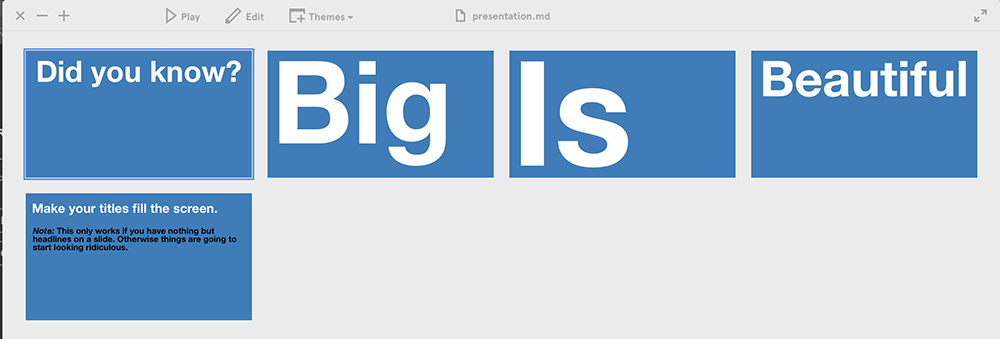 Play
Edit
Themes
presentation.md
Did you know?
Big
Is
Beautiful
Make your titles fill the screen.
Note: This only works if you have nothing but
headlines on a slide. Otherwise things are going to
start looking ridiculous.